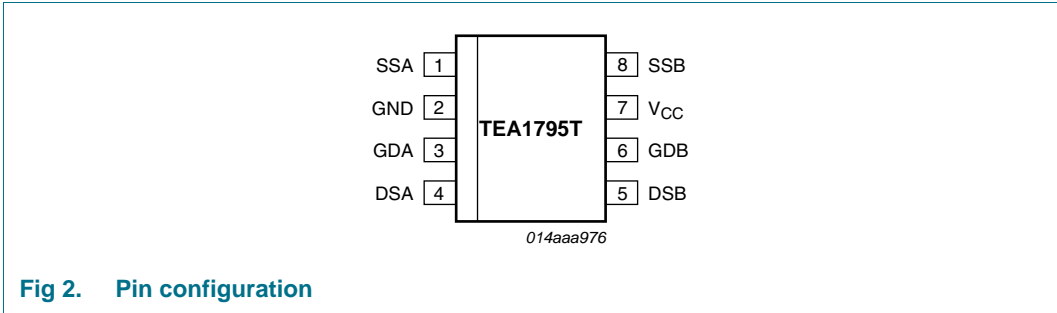 SSA 1 8 SSB
GND 2 7 VCC
TEA1795T
GDA 3 6 GDB
DSA 4 5 DSB
014aaa976
Fig 2. Pin configuration